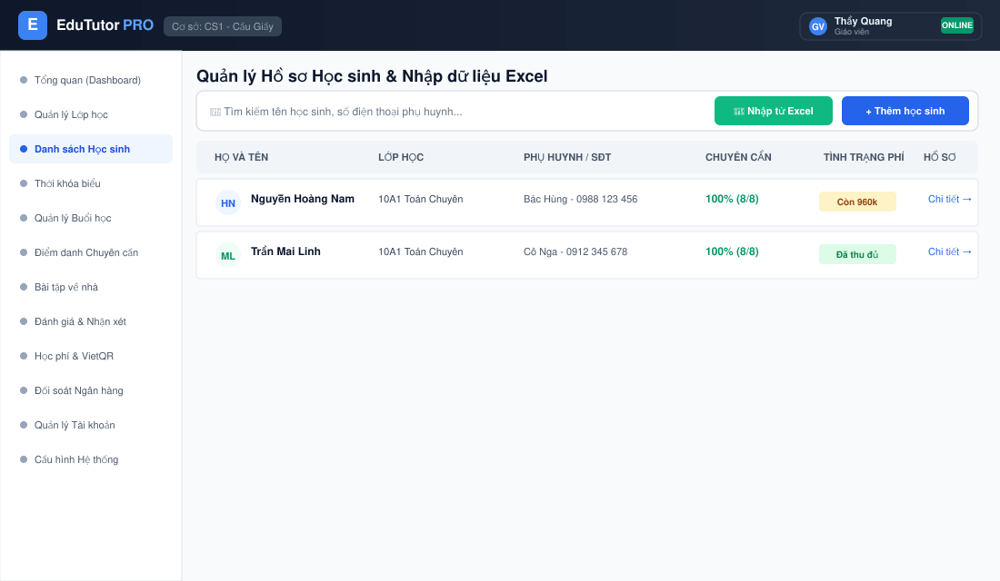 E EduTutor PRO Cơ sở: CS1 - Cầu Giấy GV Thầy Quang Giáo viên ONLINE
Tổng quan (Dashboard)
Quản lý Lớp học
Danh sách Học sinh
Thời khóa biểu
Quản lý Buổi học
Điểm danh Chuyên cần
Bài tập về nhà
Đánh giá & Nhận xét
Học phí & VietQR
Đối soát Ngân hàng
Quản lý Tài khoản
Cấu hình Hệ thống
Quản lý Hồ sơ Học sinh & Nhập dữ liệu Excel
Tìm kiếm tên học sinh, số điện thoại phụ huynh... Nhập từ Excel + Thêm học sinh
HỌ VÀ TÊN LỚP HỌC PHỤ HUYNH / SĐT CHUYÊN CẦN TÌNH TRẠNG PHÍ HỒ SƠ
HN Nguyễn Hoàng Nam 10A1 Toán Chuyên Bác Hùng - 0988 123 456 100% (8/8) Còn 960k Chi tiết →
ML Trần Mai Linh 10A1 Toán Chuyên Cô Nga - 0912 345 678 100% (8/8) Đã thu đủ Chi tiết →